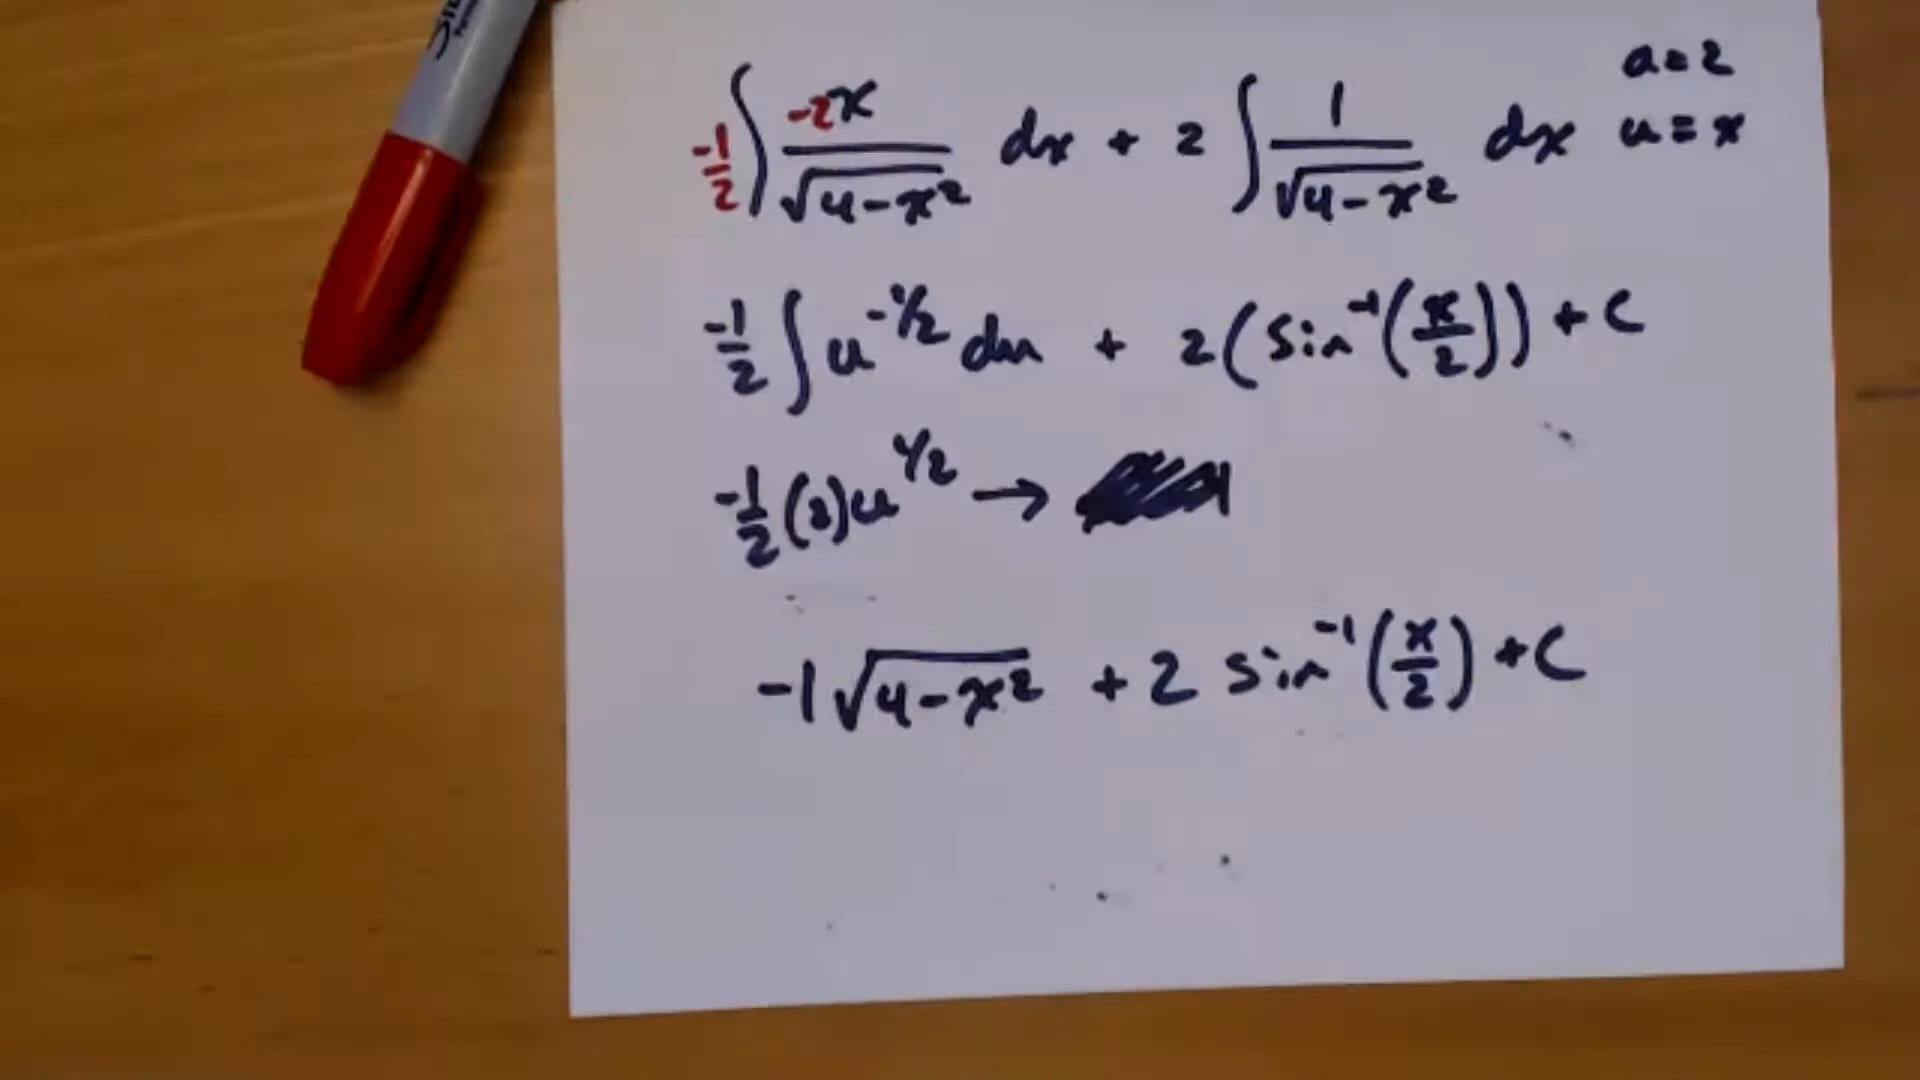 a = 2
-1/2 ∫ -2x/√(4-x²) dx + 2 ∫ 1/√(4-x²) dx u = x
-1/2 ∫ u^(-1/2) du + 2(sin⁻¹(x/2)) + C
-1/2 (2) u^(1/2) →
-1√(4-x²) + 2 sin⁻¹(x/2) + C